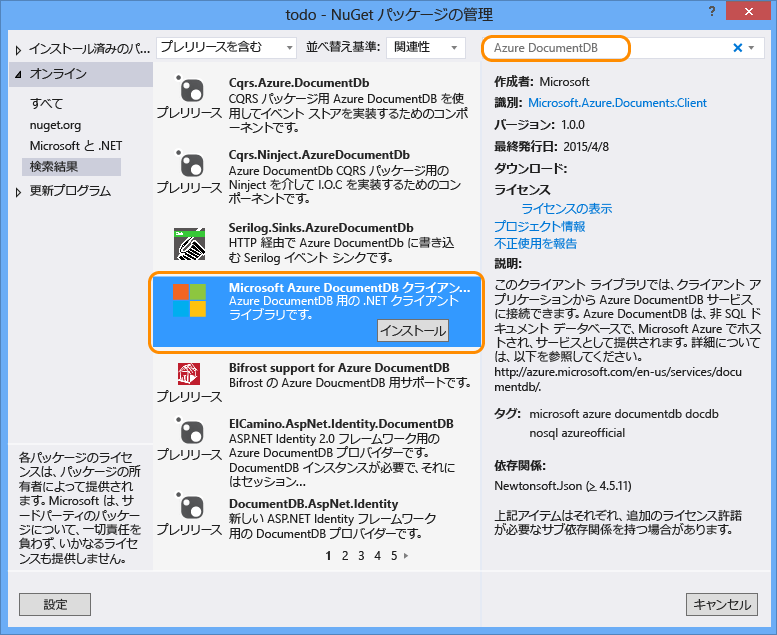 todo - NuGet パッケージの管理
?
インストール済みのパ...
オンライン
すべて
nuget.org
Microsoft と .NET
検索結果
更新プログラム
各パッケージのライセ
ンスは、パッケージの所
有者によって提供され
ます。Microsoft は、サー
ドパーティのパッケージ
について、一切責任を
負わず、いかなるライセ
ンスも提供しません。
プレリリースを含む
並べ替え基準:
関連性
Cqrs.Azure.DocumentDb
CQRS パッケージ用 Azure DocumentDB を使
用してイベント ストアを実装するためのコンポ
ーネントです。
プレリリース
Cqrs.Ninject.AzureDocumentDb
Azure DocumentDb CQRS パッケージ用の
Ninject を介して I.O.C を実装するためのコン
ポーネントです。
プレリリース
Serilog.Sinks.AzureDocumentDb
HTTP 経由で Azure DocumentDb に書き込
む Serilog イベント シンクです。
Microsoft Azure DocumentDB クライアン...
Azure DocumentDB 用の .NET クライアント
ライブラリです。
インストール
Bifrost support for Azure DocumentDB
Bifrost の Azure DoucmentDB 用サポートです。
プレリリース
ElCamino.AspNet.Identity.DocumentDB
ASP.NET Identity 2.0 フレームワーク用の
Azure DocumentDB プロバイダーです。
DocumentDB インスタンスが必要で、それに
はセッション...
プレリリース
DocumentDB.AspNet.Identity
新しい ASP.NET Identity フレームワーク
用の DocumentDB プロバイダーです。
プレリリース
1 2 3 4 5
Azure DocumentDB
作成者: Microsoft
識別: Microsoft.Azure.Documents.Client
バージョン: 1.0.0
最終発行日: 2015/4/8
ダウンロード:
ライセンス
ライセンスの表示
プロジェクト情報
不正使用を報告
説明:
このクライアント ライブラリでは、クライアント ア
プリケーションから Azure DocumentDB サービス
に接続できます。Azure DocumentDB は、非 SQL ド
キュメント データベースで、Microsoft Azure でホス
トされ、サービスとして提供されます。詳細について
は、以下を参照してください。
http://azure.microsoft.com/en-us/services/docu
mentdb/.
タグ: microsoft azure documentdb docdb
nosql azureofficial
依存関係:
Newtonsoft.Json (≥ 4.5.11)
上記アイテムはそれぞれ、追加のライセンス許諾
が必要なサブ依存関係を持つ場合があります。
設定
キャンセル